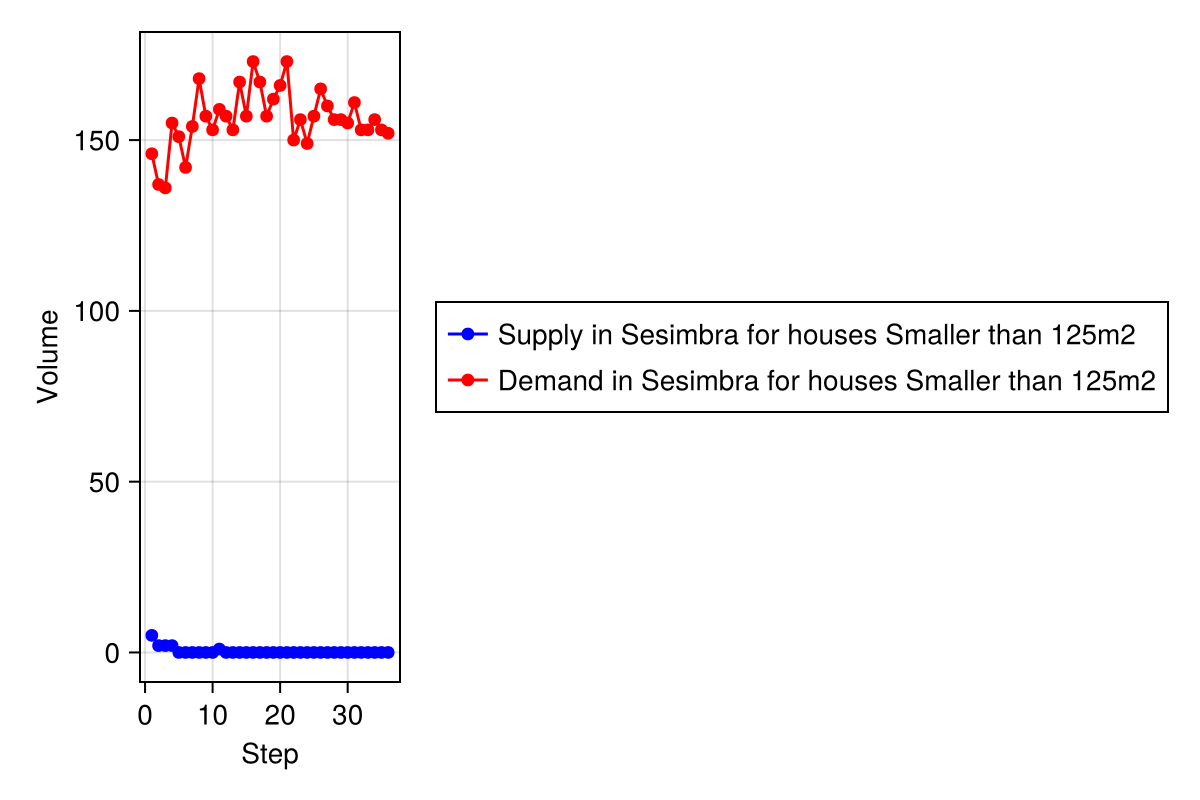 150
100
50
0
Volume
0 10 20 30
Step
Supply in Sesimbra for houses Smaller than 125m2
Demand in Sesimbra for houses Smaller than 125m2